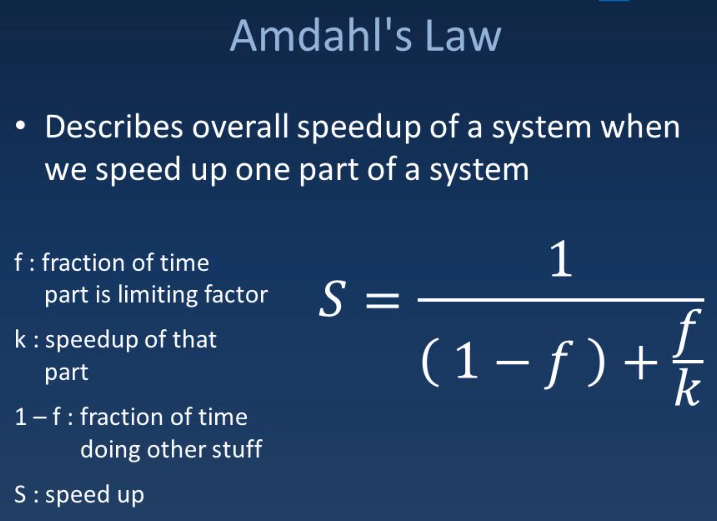 Amdahl's Law
• Describes overall speedup of a system when
we speed up one part of a system
f : fraction of time
part is limiting factor
k : speedup of that
part
1 – f : fraction of time
doing other stuff
S : speed up
S = 1 / ( ( 1 − f ) + f / k )